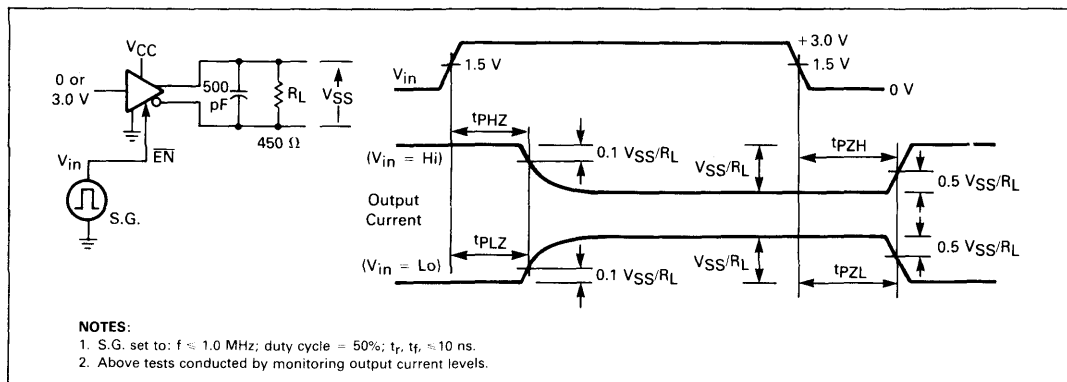 VCC
0 or
3.0 V
500
pF
RL
VSS
450 Ω
Vin
EN
S.G.
Vin
1.5 V
+3.0 V
1.5 V
0 V
tPHZ
tPZH
(Vin = Hi)
0.1 VSS/RL
VSS/RL
0.5 VSS/RL
Output
Current
tPLZ
(Vin = Lo)
0.1 VSS/RL
VSS/RL
0.5 VSS/RL
tPZL
NOTES:
1. S.G. set to: f ≤ 1.0 MHz; duty cycle = 50%; tr, tf, ≤10 ns.
2. Above tests conducted by monitoring output current levels.